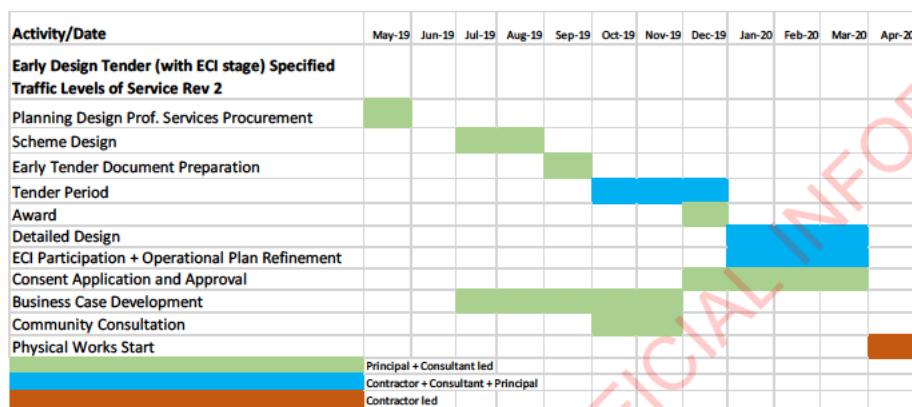 Activity/Date May-19 Jun-19 Jul-19 Aug-19 Sep-19 Oct-19 Nov-19 Dec-19 Jan-20 Feb-20 Mar-20 Apr-20
Early Design Tender (with ECI stage) Specified
Traffic Levels of Service Rev 2
Planning Design Prof. Services Procurement
Scheme Design
Early Tender Document Preparation
Tender Period
Award
Detailed Design
ECI Participation + Operational Plan Refinement
Consent Application and Approval
Business Case Development
Community Consultation
Physical Works Start
Principal + Consultant led
Contractor + Consultant + Principal
Contractor led
FICIAL INFO